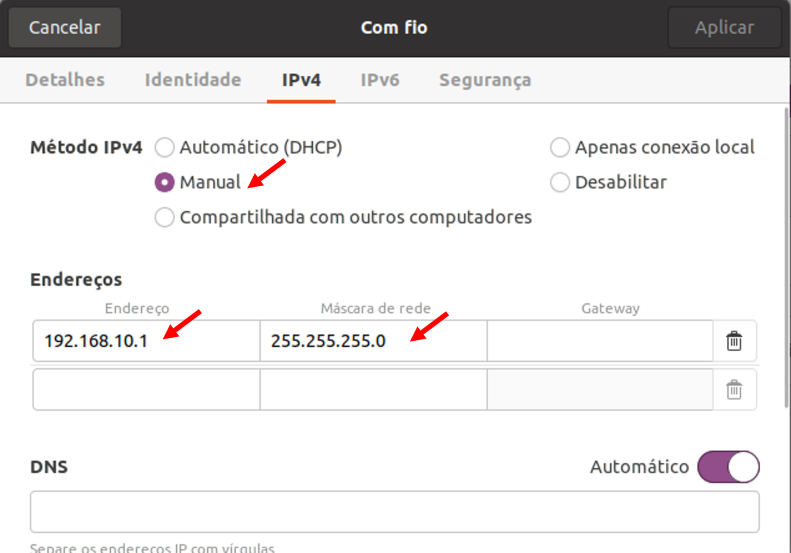 Cancelar Com fio Aplicar
Detalhes Identidade IPv4 IPv6 Segurança
Método IPv4 Automático (DHCP) Apenas conexão local
Manual Desabilitar
Compartilhada com outros computadores
Endereços
Endereço Máscara de rede Gateway
192.168.10.1 255.255.255.0
DNS Automático
Separe os endereços IP com vírgulas